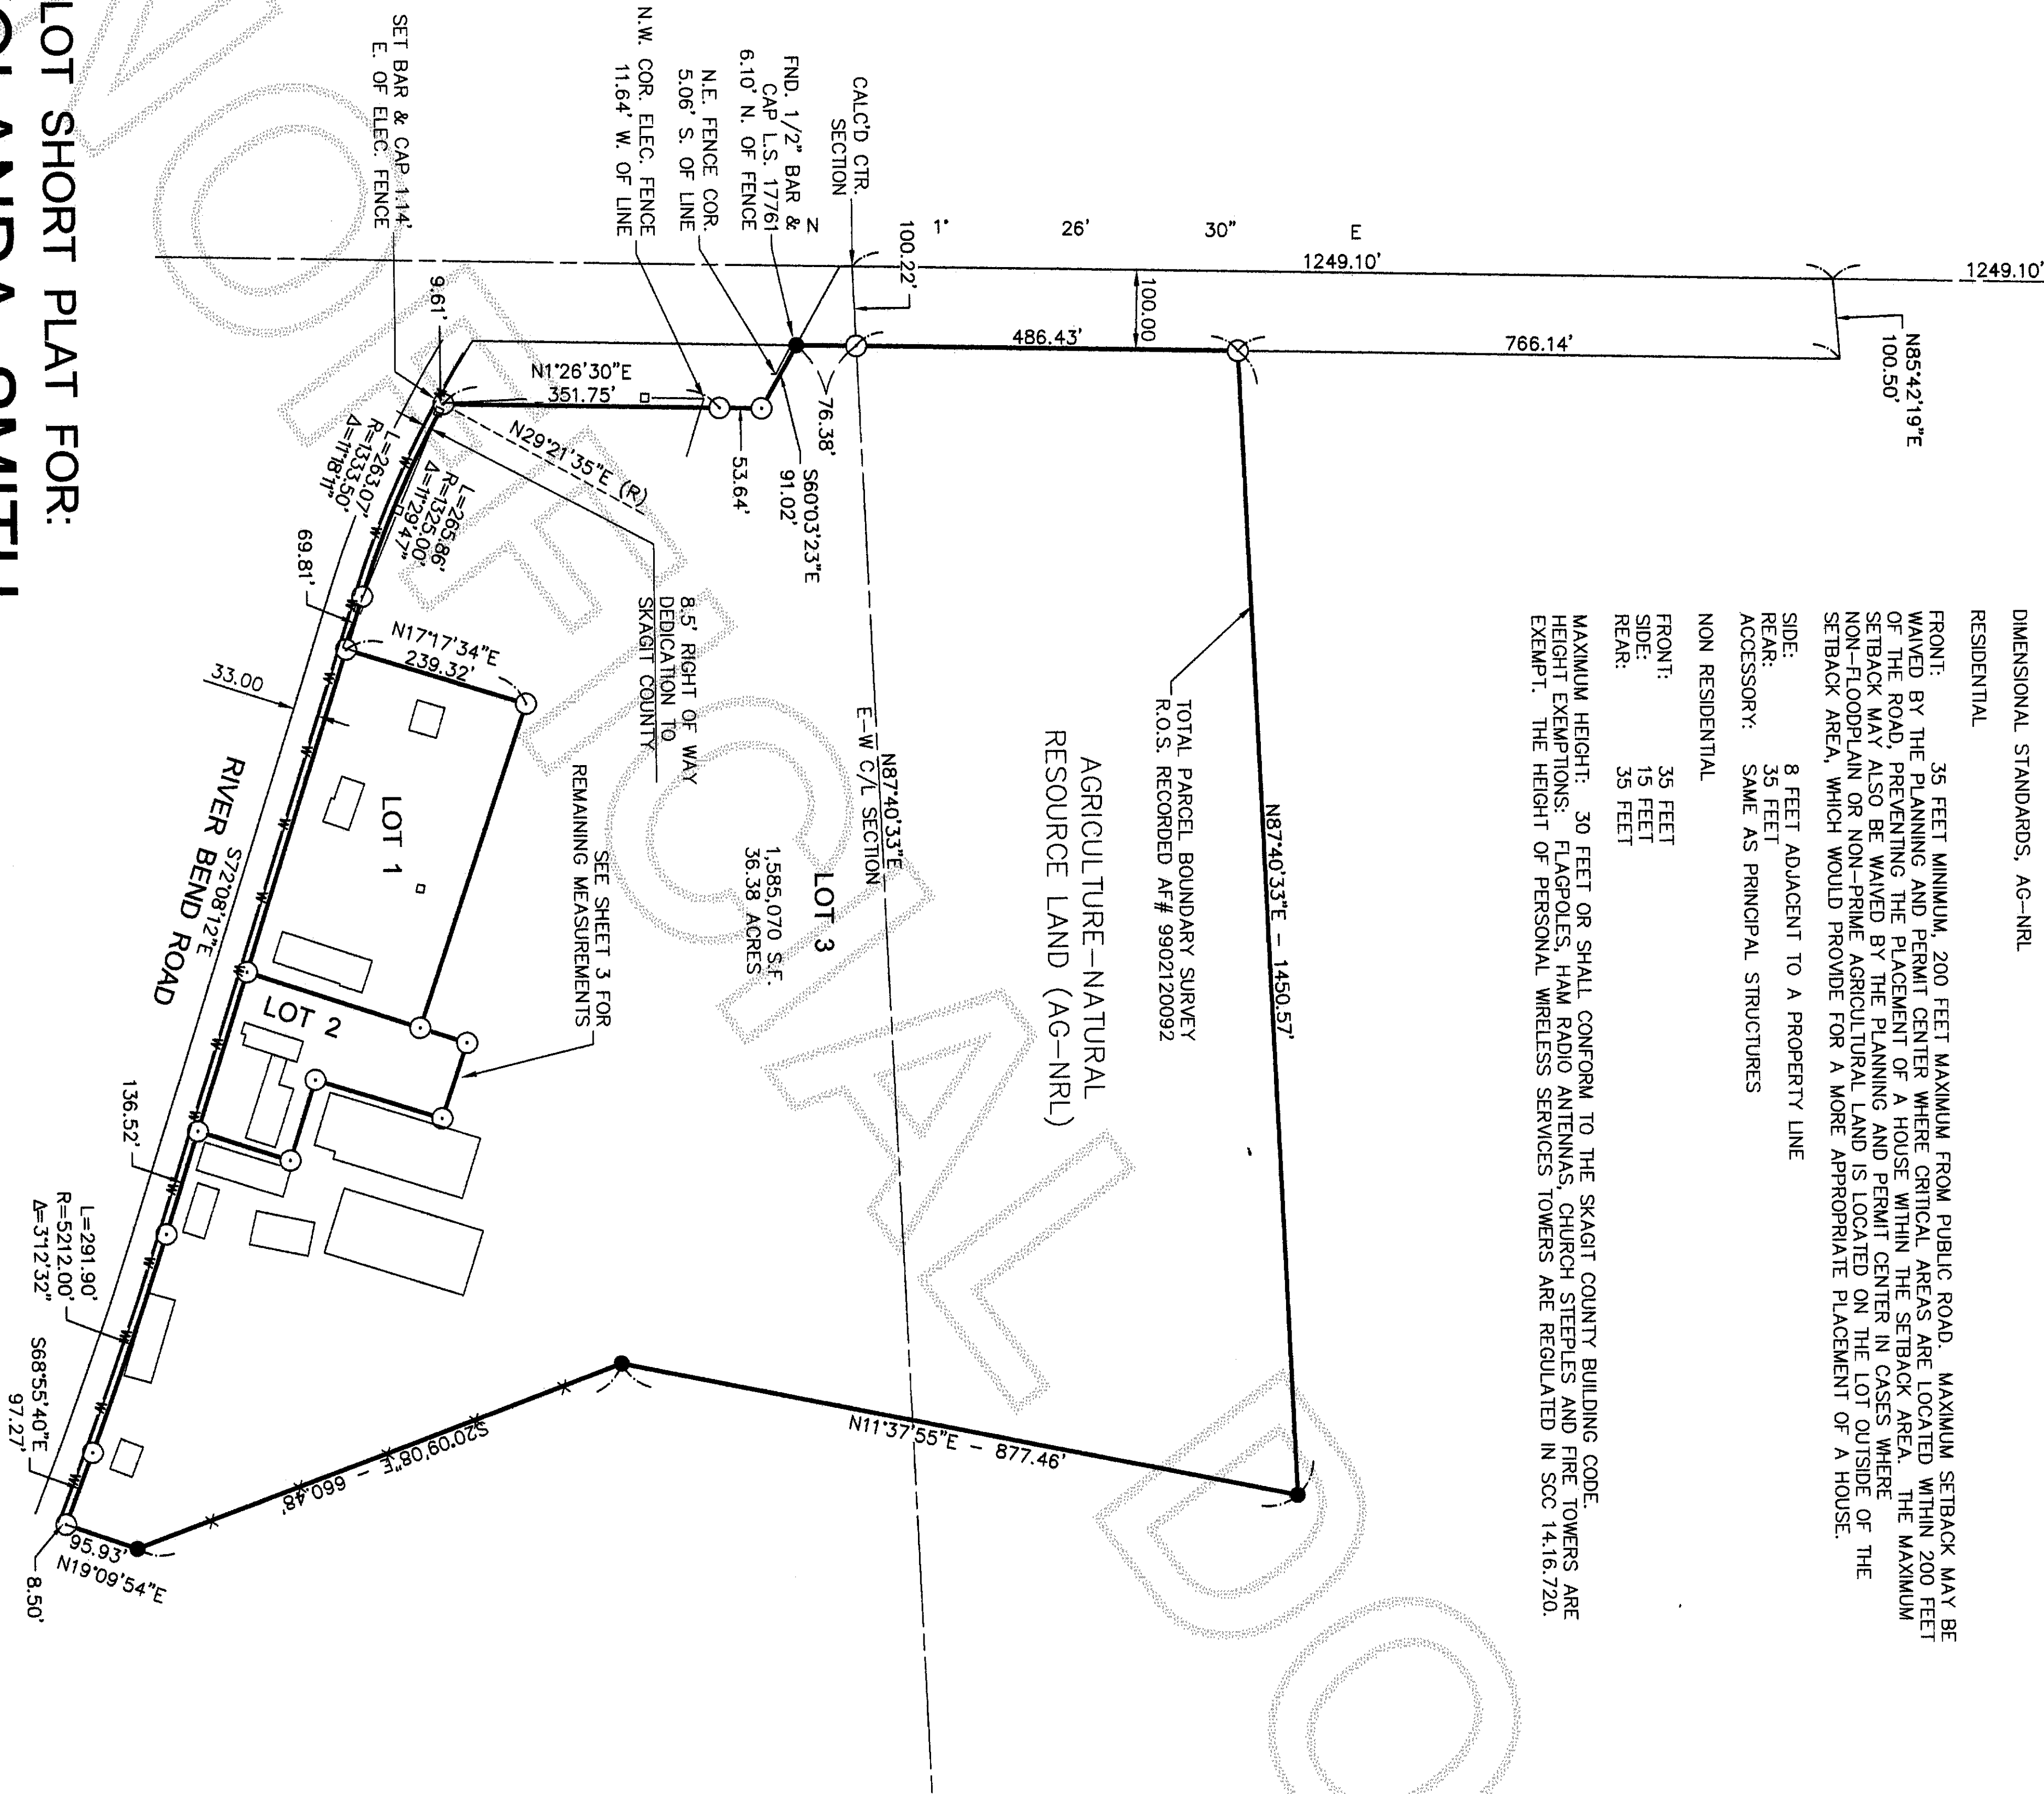 DIMENSIONAL STANDARDS, AG-NRL
RESIDENTIAL
FRONT: 35 FEET MINIMUM, 200 FEET MAXIMUM FROM PUBLIC ROAD. MAXIMUM SETBACK MAY BE
WAIVED BY THE PLANNING AND PERMIT CENTER WHERE CRITICAL AREAS ARE LOCATED WITHIN 200 FEET
OF THE ROAD, PREVENTING THE PLACEMENT OF A HOUSE WITHIN THE SETBACK AREA. THE MAXIMUM
SETBACK MAY ALSO BE WAIVED BY THE PLANNING AND PERMIT CENTER IN CASES WHERE
NON-FLOODPLAIN OR NON-PRIME AGRICULTURAL LAND IS LOCATED ON THE LOT OUTSIDE OF THE
SETBACK AREA, WHICH WOULD PROVIDE FOR A MORE APPROPRIATE PLACEMENT OF A HOUSE.
SIDE: 8 FEET ADJACENT TO A PROPERTY LINE
REAR: 35 FEET
ACCESSORY: SAME AS PRINCIPAL STRUCTURES
NON RESIDENTIAL
FRONT: 35 FEET
SIDE: 15 FEET
REAR: 35 FEET
MAXIMUM HEIGHT: 30 FEET OR SHALL CONFORM TO THE SKAGIT COUNTY BUILDING CODE.
HEIGHT EXEMPTIONS: FLAGPOLES, HAM RADIO ANTENNAS, CHURCH STEEPLES AND FIRE TOWERS ARE
EXEMPT. THE HEIGHT OF PERSONAL WIRELESS SERVICES TOWERS ARE REGULATED IN SCC 14.16.720.
1249.10'
N85°42'19"E
100.50'
1249.10'
766.14'
N 1° 26' 30" E
100.00
486.43'
100.22'
CALC'D CTR.
SECTION
FND. 1/2" BAR &
CAP L.S. 17761
6.10' N. OF FENCE
N.E. FENCE COR.
5.06' S. OF LINE
N.W. COR. ELEC. FENCE
11.64' W. OF LINE
SET BAR & CAP 1.14'
E. OF ELEC. FENCE
N87°40'33"E - 1450.57'
TOTAL PARCEL BOUNDARY SURVEY
R.O.S. RECORDED AF# 9902120092
AGRICULTURE-NATURAL
RESOURCE LAND (AG-NRL)
N87°40'33"E
E-W C/L SECTION
LOT 3
1,585,070 S.F.
36.38 ACRES
76.38'
S60°03'23"E
91.02'
53.64'
N1°26'30"E
351.75'
N29°21'35"E (R)
9.61'
8.5' RIGHT OF WAY
DEDICATION TO
SKAGIT COUNTY
L=265.86'
R=1325.00'
Δ=11°29'47"
L=263.07'
R=1333.50'
Δ=11°18'11"
69.81'
N17°17'34"E
239.32'
33.00
LOT 1
SEE SHEET 3 FOR
REMAINING MEASUREMENTS
LOT 2
S72°08'12"E
RIVER BEND ROAD
136.52'
L=291.90'
R=5212.00'
Δ=3°12'32"
S68°55'40"E
97.27'
8.50'
95.93'
N19°09'54"E
S20°09'08"E - 660.48'
N11°37'55"E - 877.46'
W W W W W W W W W W W W W W W W W
LOT SHORT PLAT FOR:
UNOFFICIAL DO